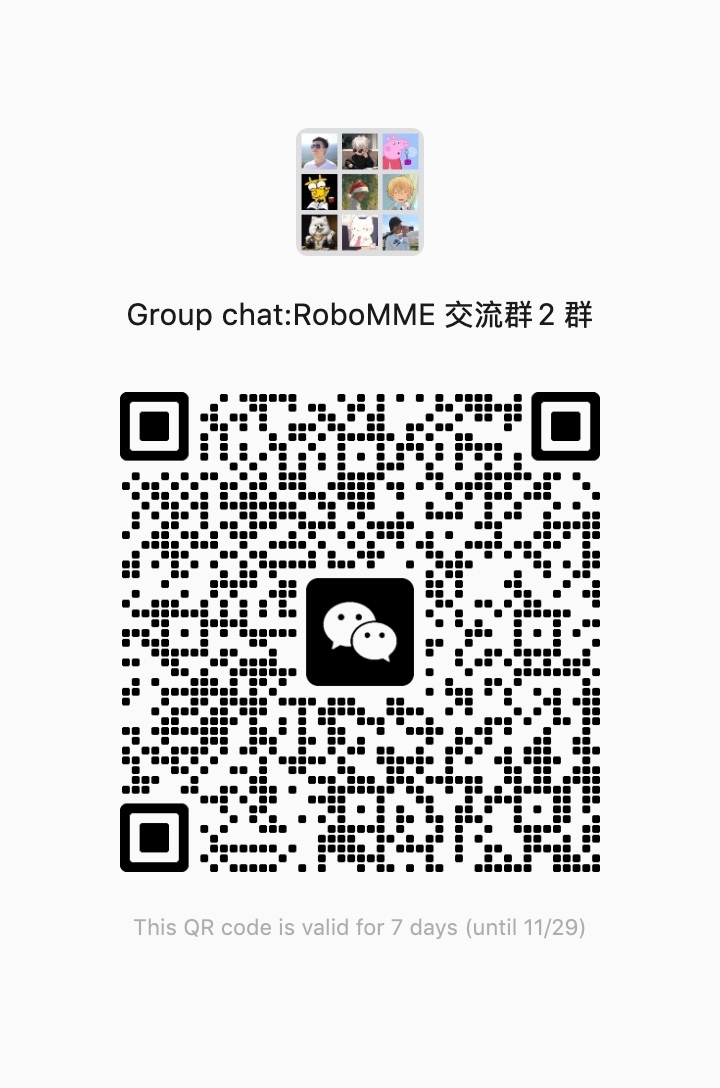 Group chat:RoboMME 交流群2 群
This QR code is valid for 7 days (until 11/29)